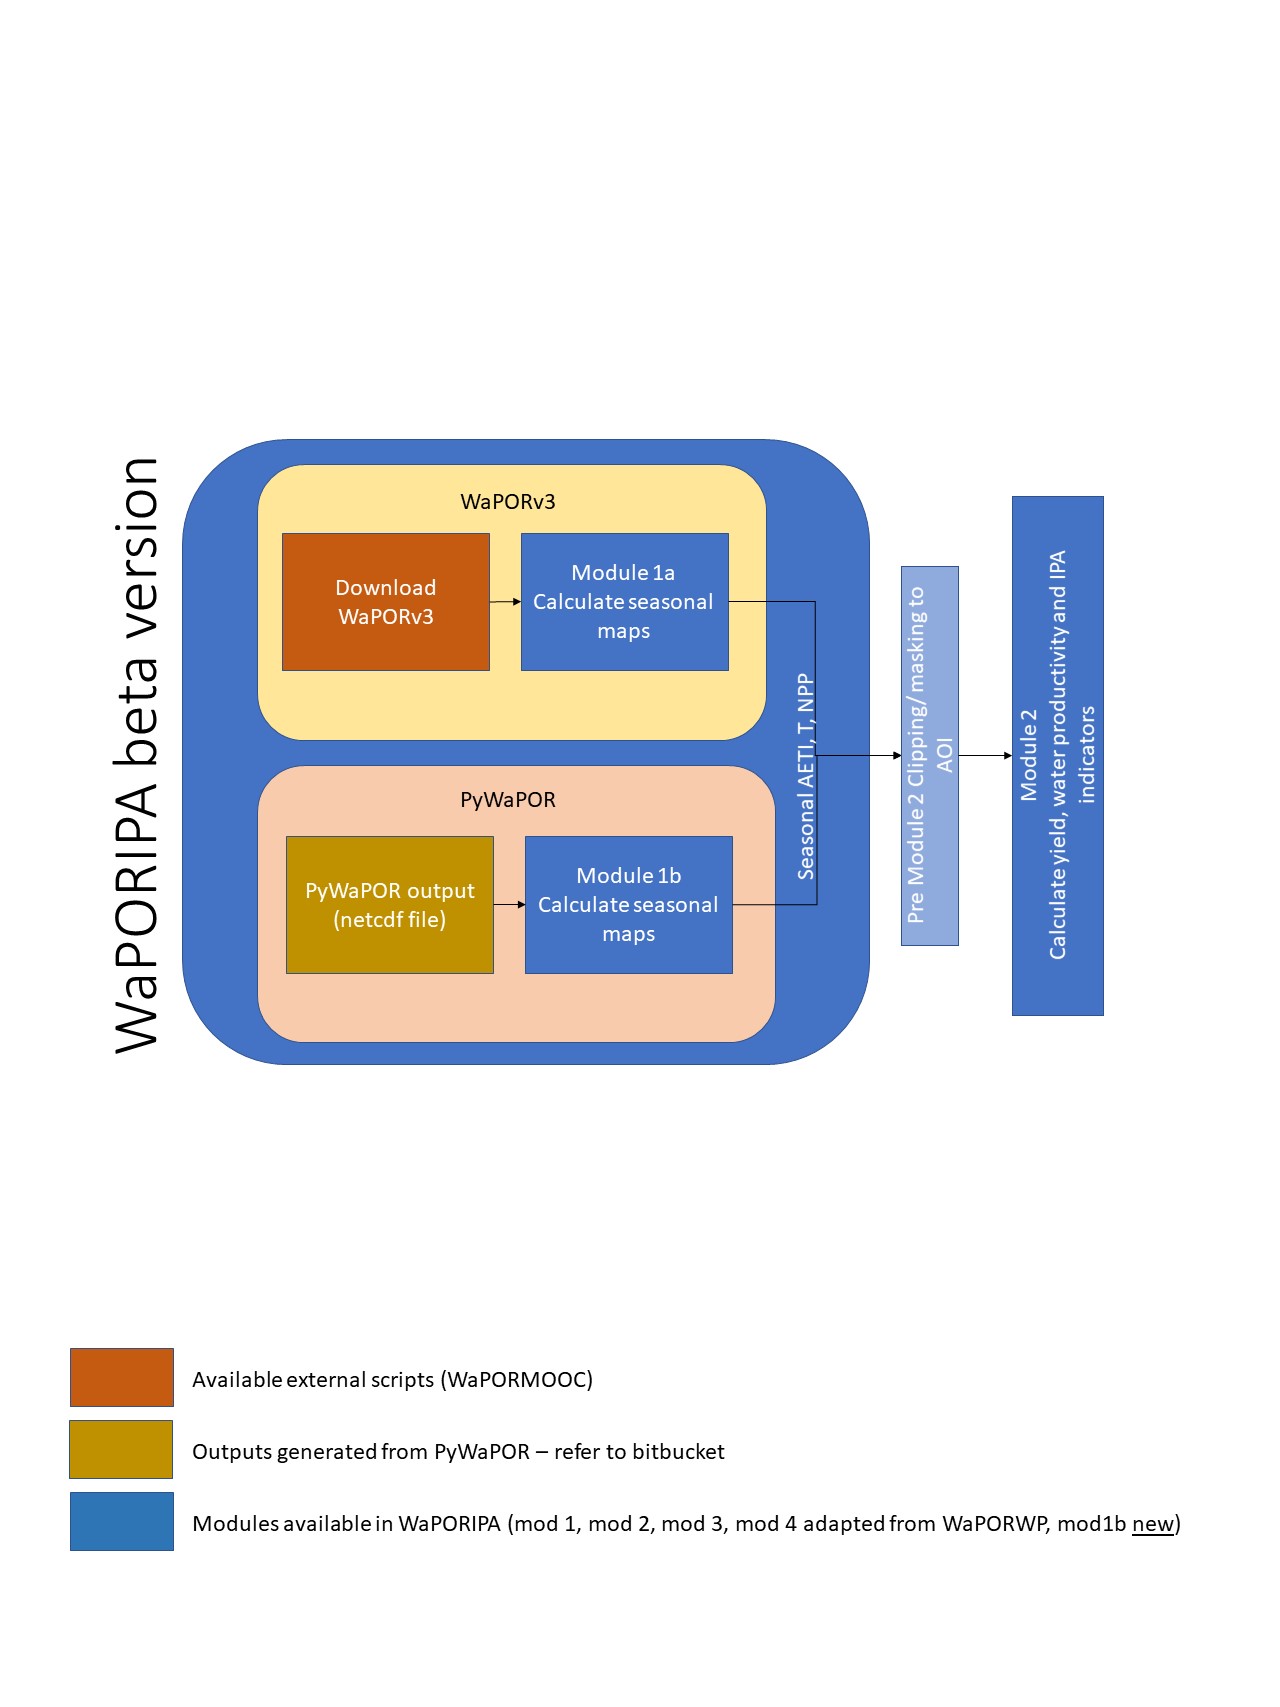 WaPORIPA beta version
WaPORv3
Download
WaPORv3
Module 1a
Calculate seasonal
maps
PyWaPOR
PyWaPOR output
(netcdf file)
Module 1b
Calculate seasonal
maps
Seasonal AETI, T, NPP
Pre Module 2 Clipping/ masking to
AOI
Module 2
Calculate yield, water productivity and IPA
indicators
Available external scripts (WaPORMOOC)
Outputs generated from PyWaPOR – refer to bitbucket
Modules available in WaPORIPA (mod 1, mod 2, mod 3, mod 4 adapted from WaPORWP, mod1b new)